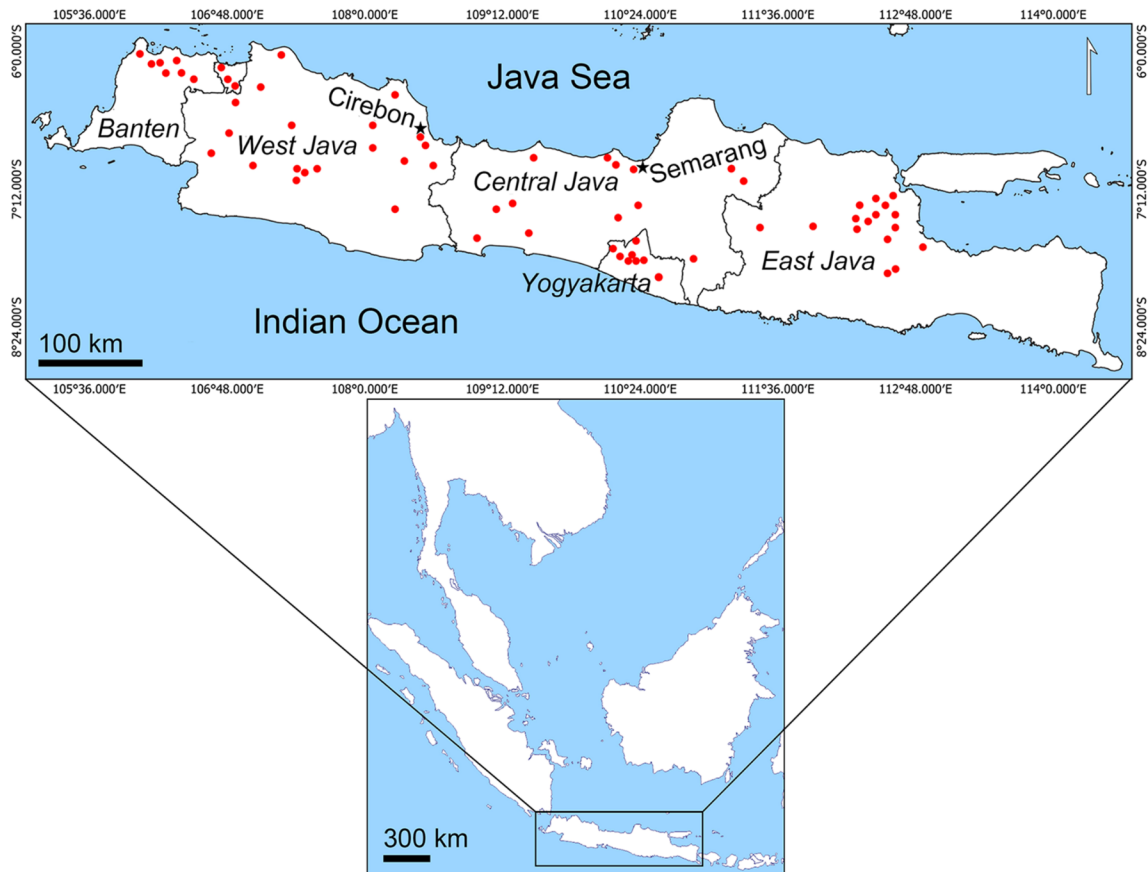 105°36.000'E 106°48.000'E 108°0.000'E 109°12.000'E 110°24.000'E 111°36.000'E 112°48.000'E 114°0.000'E
6°0.000'S
6°0.000'S
Java Sea
Cirebon
Banten
West Java
Semarang
Central Java
7°12.000'S
7°12.000'S
East Java
Yogyakarta
Indian Ocean
8°24.000'S
8°24.000'S
100 km
105°36.000'E 106°48.000'E 108°0.000'E 109°12.000'E 110°24.000'E 111°36.000'E 112°48.000'E 114°0.000'E
300 km